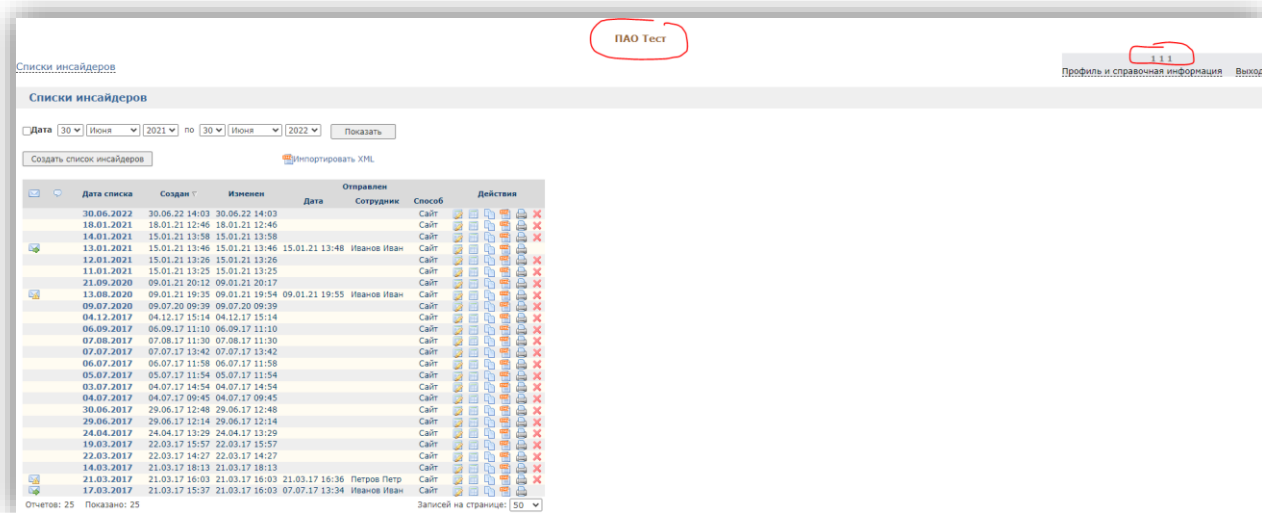 ПАО Тест
1 1 1
Списки инсайдеров
Профиль и справочная информация Выход
Списки инсайдеров
Дата 30 Июня 2021 по 30 Июня 2022 Показать
Создать список инсайдеров Импортировать XML
Отправлен
Дата списка Создан Изменен Действия
Дата Сотрудник Способ
30.06.2022 30.06.22 14:03 30.06.22 14:03 Сайт
18.01.2021 18.01.21 12:46 18.01.21 12:46 Сайт
14.01.2021 15.01.21 13:58 15.01.21 13:58 Сайт
13.01.2021 15.01.21 13:46 15.01.21 13:46 15.01.21 13:48 Иванов Иван Сайт
12.01.2021 15.01.21 13:26 15.01.21 13:26 Сайт
11.01.2021 15.01.21 13:25 15.01.21 13:25 Сайт
21.09.2020 09.01.21 20:12 09.01.21 20:17 Сайт
13.08.2020 09.01.21 19:35 09.01.21 19:54 09.01.21 19:55 Иванов Иван Сайт
09.07.2020 09.07.20 09:39 09.07.20 09:39 Сайт
04.12.2017 04.12.17 15:14 04.12.17 15:14 Сайт
06.09.2017 06.09.17 11:10 06.09.17 11:10 Сайт
07.08.2017 07.08.17 11:30 07.08.17 11:30 Сайт
07.07.2017 07.07.17 13:42 07.07.17 13:42 Сайт
06.07.2017 06.07.17 11:58 06.07.17 11:58 Сайт
05.07.2017 05.07.17 11:54 05.07.17 11:54 Сайт
03.07.2017 04.07.17 14:54 04.07.17 14:54 Сайт
04.07.2017 04.07.17 09:45 04.07.17 09:45 Сайт
30.06.2017 29.06.17 12:48 29.06.17 12:48 Сайт
29.06.2017 29.06.17 12:14 29.06.17 12:14 Сайт
24.04.2017 24.04.17 13:29 24.04.17 13:29 Сайт
19.03.2017 22.03.17 15:57 22.03.17 15:57 Сайт
22.03.2017 22.03.17 14:27 22.03.17 14:27 Сайт
14.03.2017 21.03.17 18:13 21.03.17 18:13 Сайт
21.03.2017 21.03.17 16:03 21.03.17 16:03 21.03.17 16:36 Петров Петр Сайт
17.03.2017 21.03.17 15:37 21.03.17 16:03 07.07.17 13:34 Иванов Иван Сайт
Отчетов: 25 Показано: 25 Записей на странице: 50